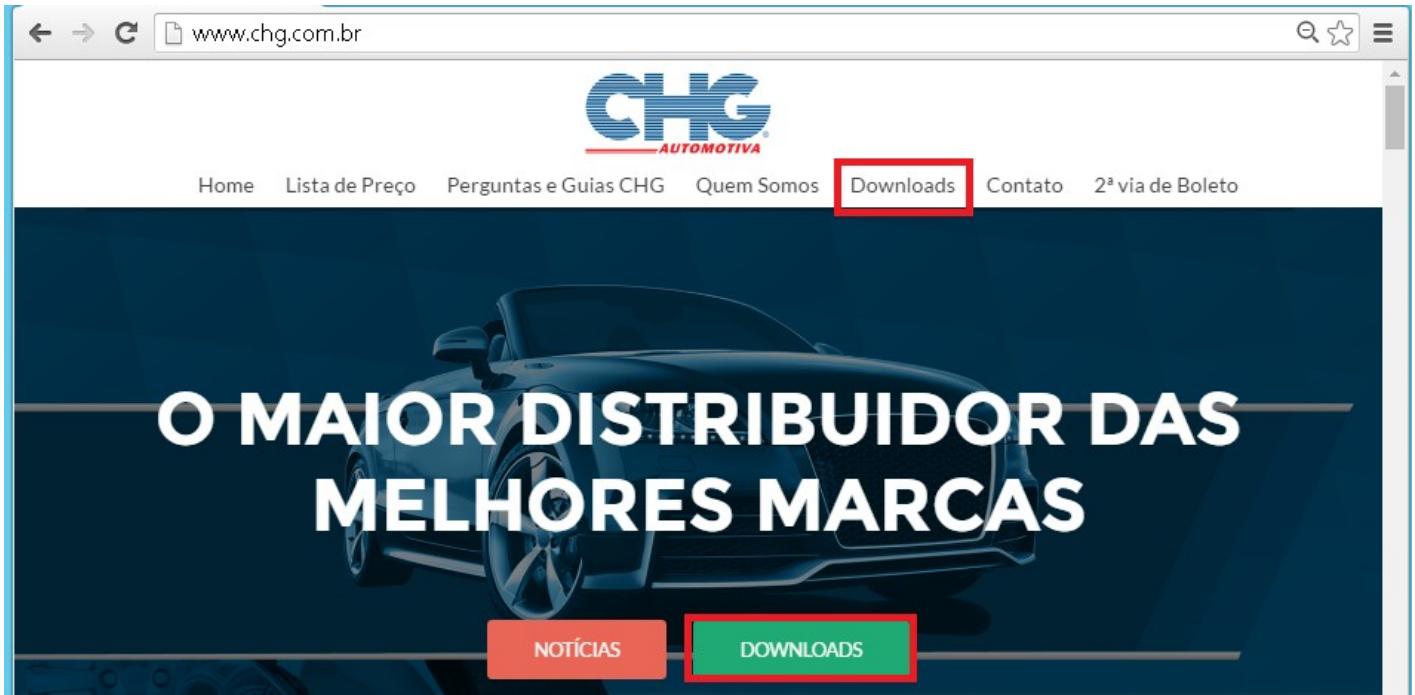 www.chg.com.br
CHG
AUTOMOTIVA
Home Lista de Preço Perguntas e Guias CHG Quem Somos Downloads Contato 2ª via de Boleto
O MAIOR DISTRIBUIDOR DAS
MELHORES MARCAS
NOTÍCIAS DOWNLOADS